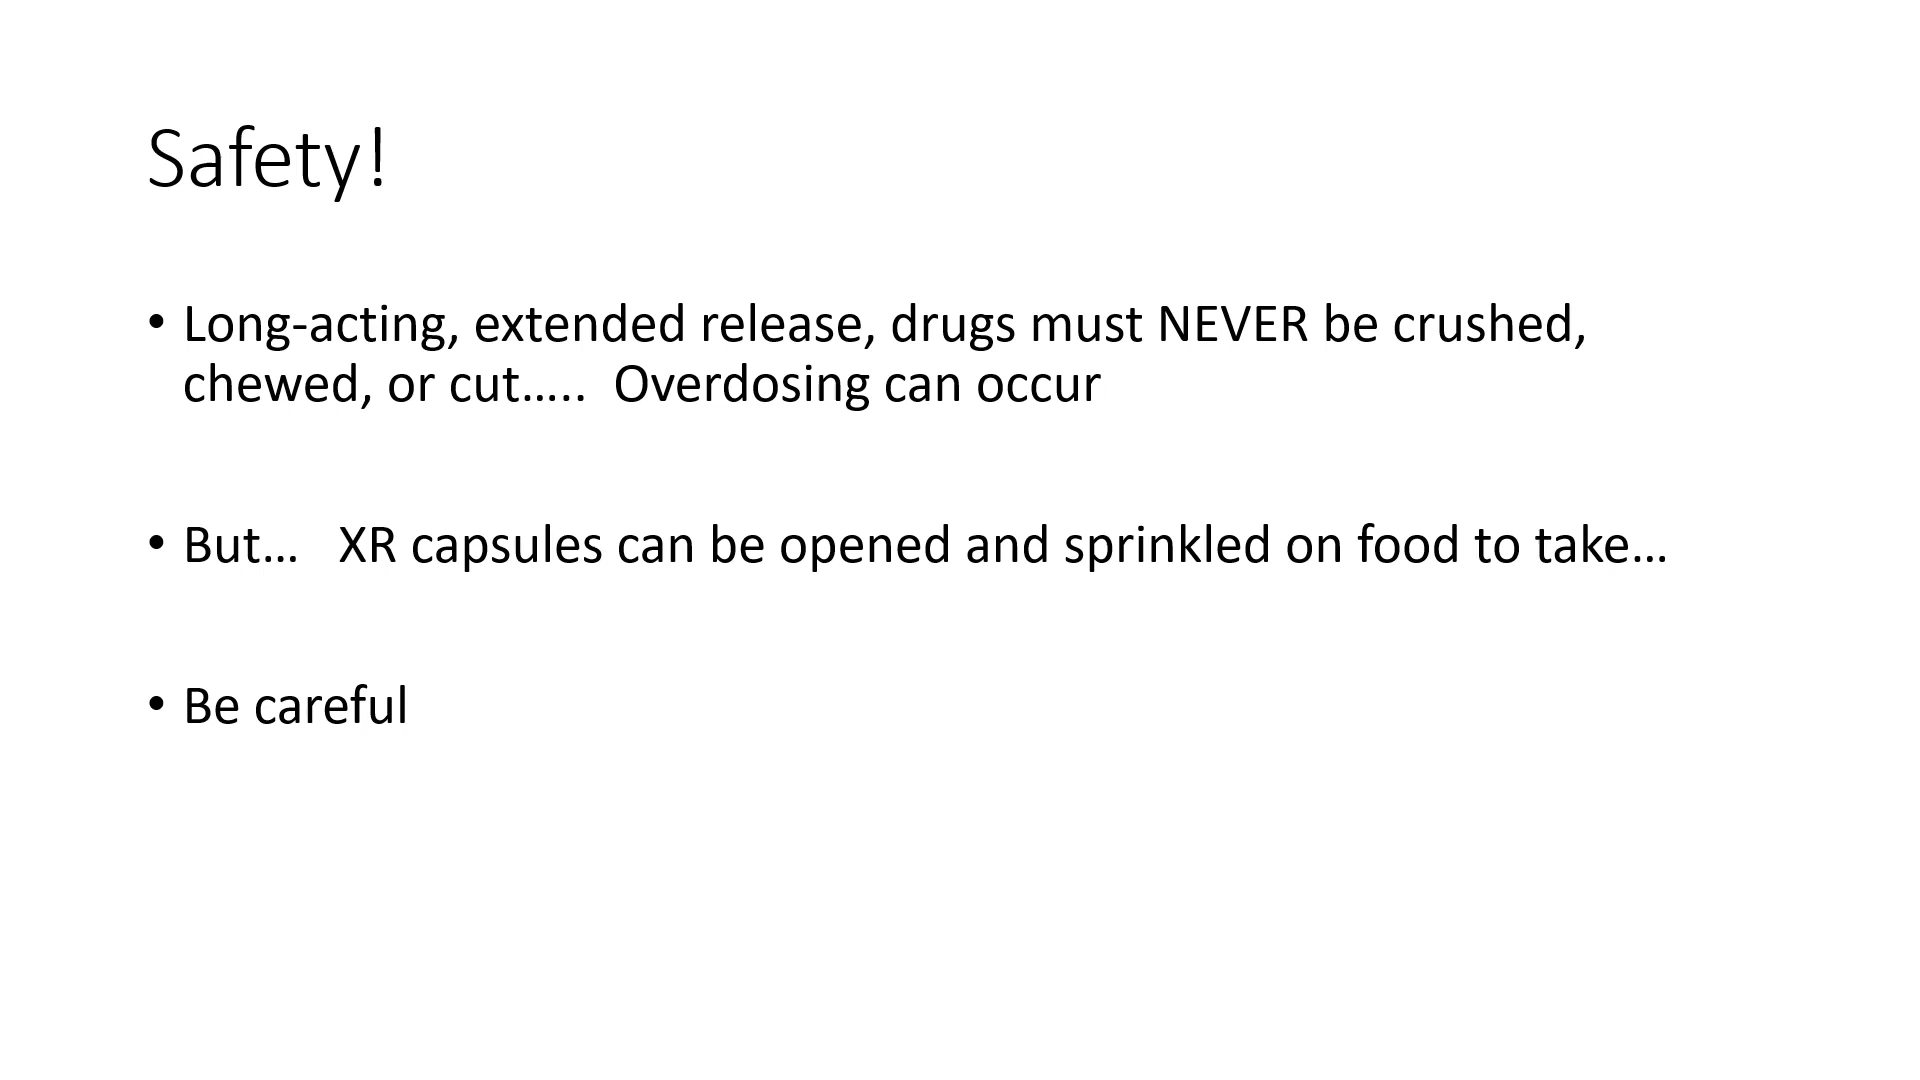 Safety!
• Long-acting, extended release, drugs must NEVER be crushed,
chewed, or cut….. Overdosing can occur
• But… XR capsules can be opened and sprinkled on food to take…
• Be careful